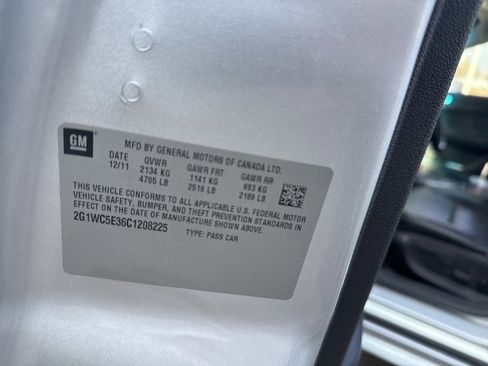 GM
MFD BY GENERAL MOTORS OF CANADA LTD.
DATE GVWR GAWR FRT GAWR RR
12/11 2134 KG 1141 KG 993 KG
4705 LB 2516 LB 2189 LB
THIS VEHICLE CONFORMS TO ALL APPLICABLE U.S. FEDERAL MOTOR
VEHICLE SAFETY, BUMPER, AND THEFT PREVENTION STANDARDS
IN EFFECT ON THE DATE OF MANUFACTURE SHOWN ABOVE.
2G1WC5E36C1208225 TYPE: PASS CAR